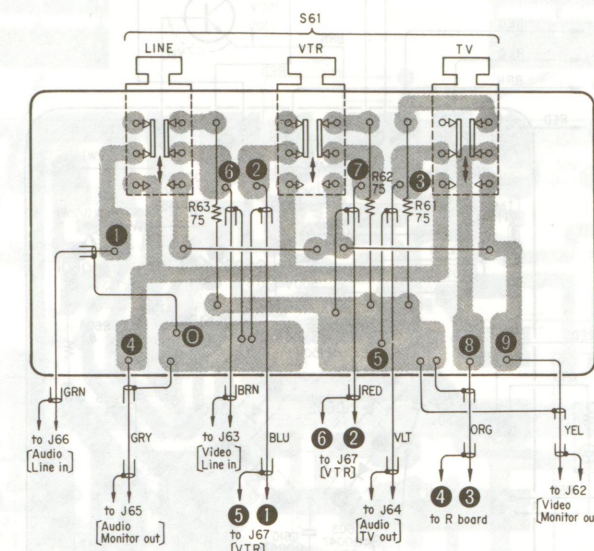 S61
LINE VTR TV
6 2 7 3
R62
75
R63
75
R61
75
1
4 O 5 8 9
GRN BRN RED
6 2
to J66
[Audio
Line in]
GRY
to J63
[Video
Line in]
BLU
to J67
[VTR]
VLT
ORG
YEL
to J65
[Audio
Monitor out]
5 1
to J67
[VTR]
to J64
[Audio
TV out]
4 3
to R board
to J62
[Video
Monitor out